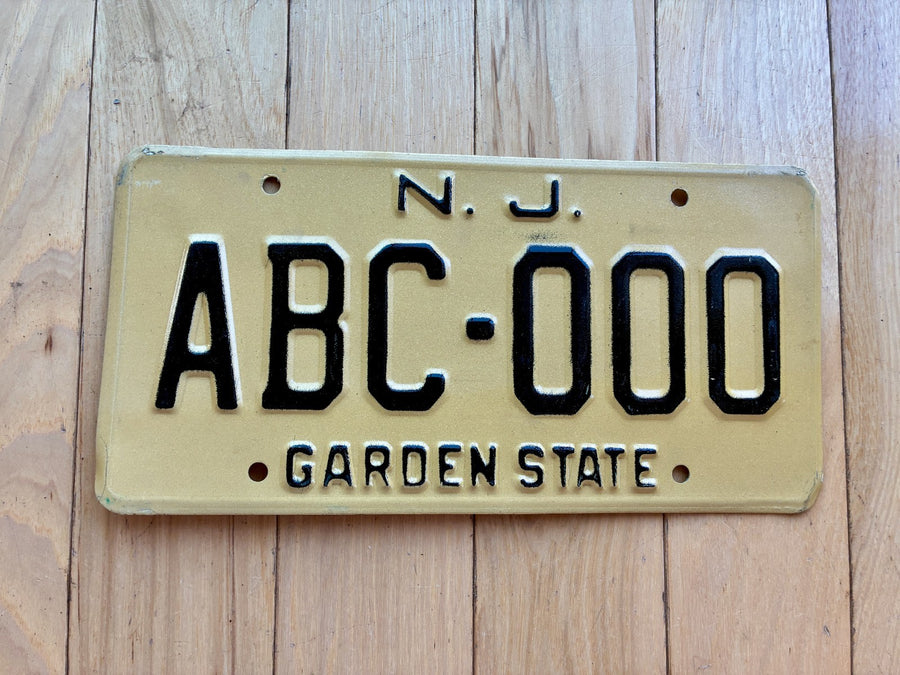 N. J.
ABC-000
GARDEN STATE